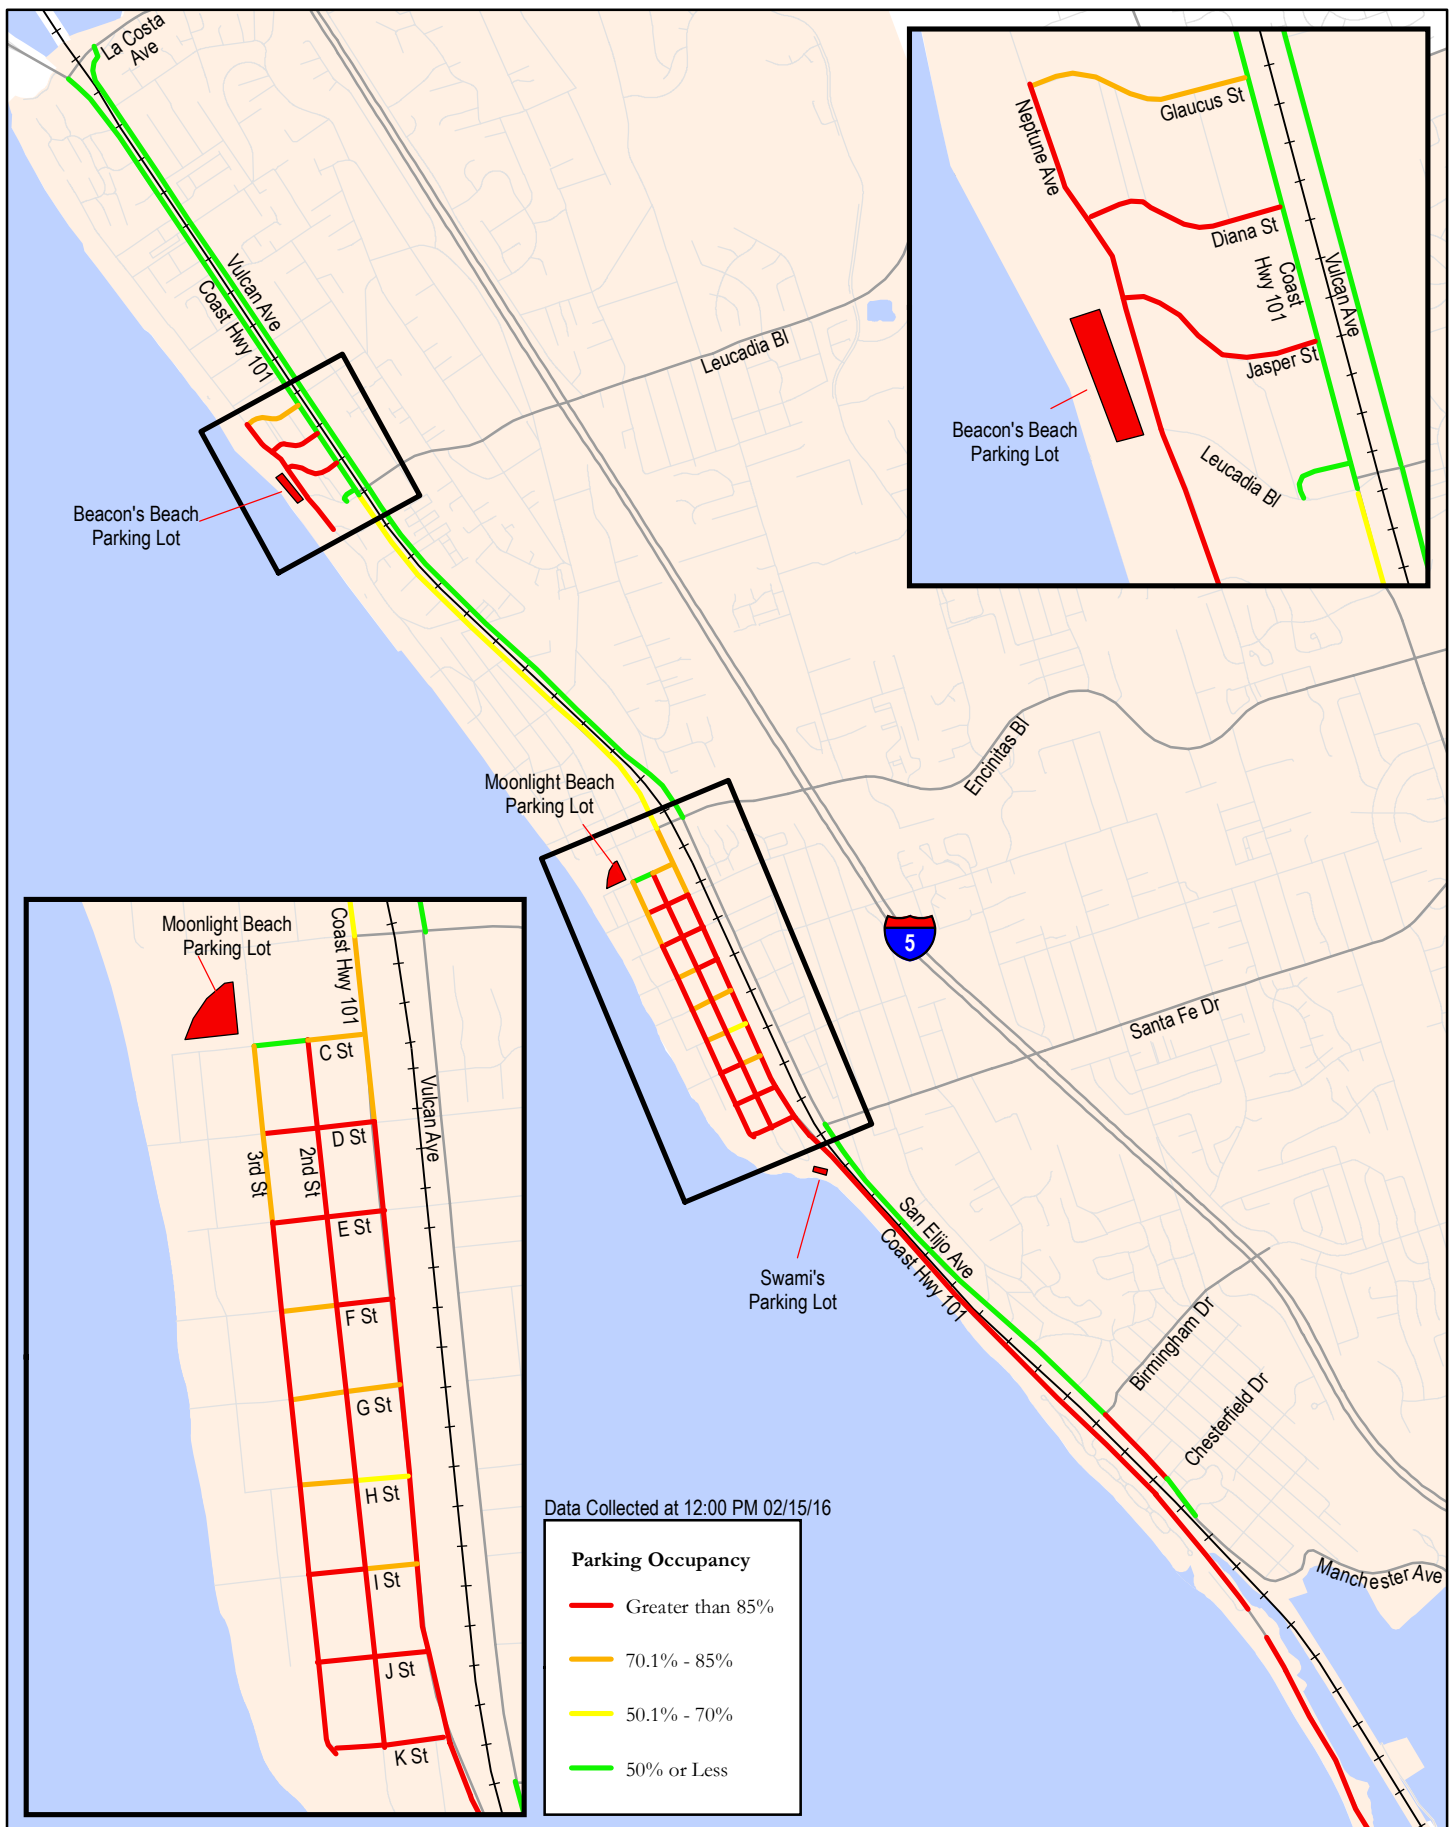 La Costa
Ave
Vulcan Ave
Coast Hwy 101
Leucadia Bl
Beacon's Beach
Parking Lot
Glaucus St
Neptune Ave
Diana St
Coast
Hwy 101
Vulcan Ave
Jasper St
Beacon's Beach
Parking Lot
Leucadia Bl
Encinitas Bl
Moonlight Beach
Parking Lot
5
Santa Fe Dr
Moonlight Beach
Parking Lot
Coast Hwy 101
C St
Vulcan Ave
D St
3rd St
2nd St
E St
F St
G St
H St
I St
J St
K St
San Elijo Ave
Coast Hwy 101
Swami's
Parking Lot
Birmingham Dr
Chesterfield Dr
Manchester Ave
Data Collected at 12:00 PM 02/15/16
Parking Occupancy
Greater than 85%
70.1% - 85%
50.1% - 70%
50% or Less